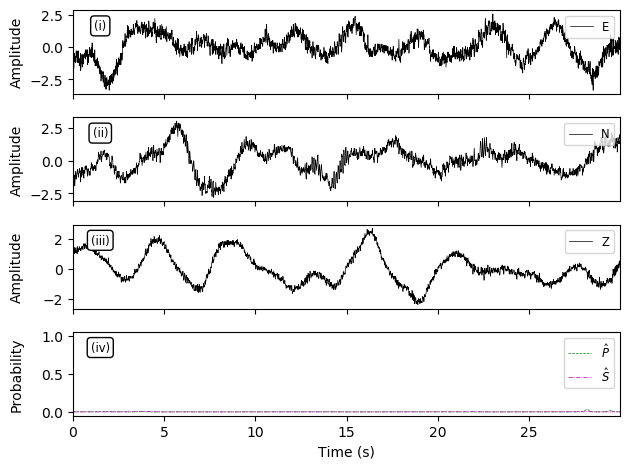 2.5
0.0
−2.5
Amplitude
(i)
E
2.5
0.0
−2.5
Amplitude
(ii)
N
2
0
−2
Amplitude
(iii)
Z
1.0
0.5
0.0
Probability
(iv)
P̂
Ŝ
0 5 10 15 20 25
Time (s)